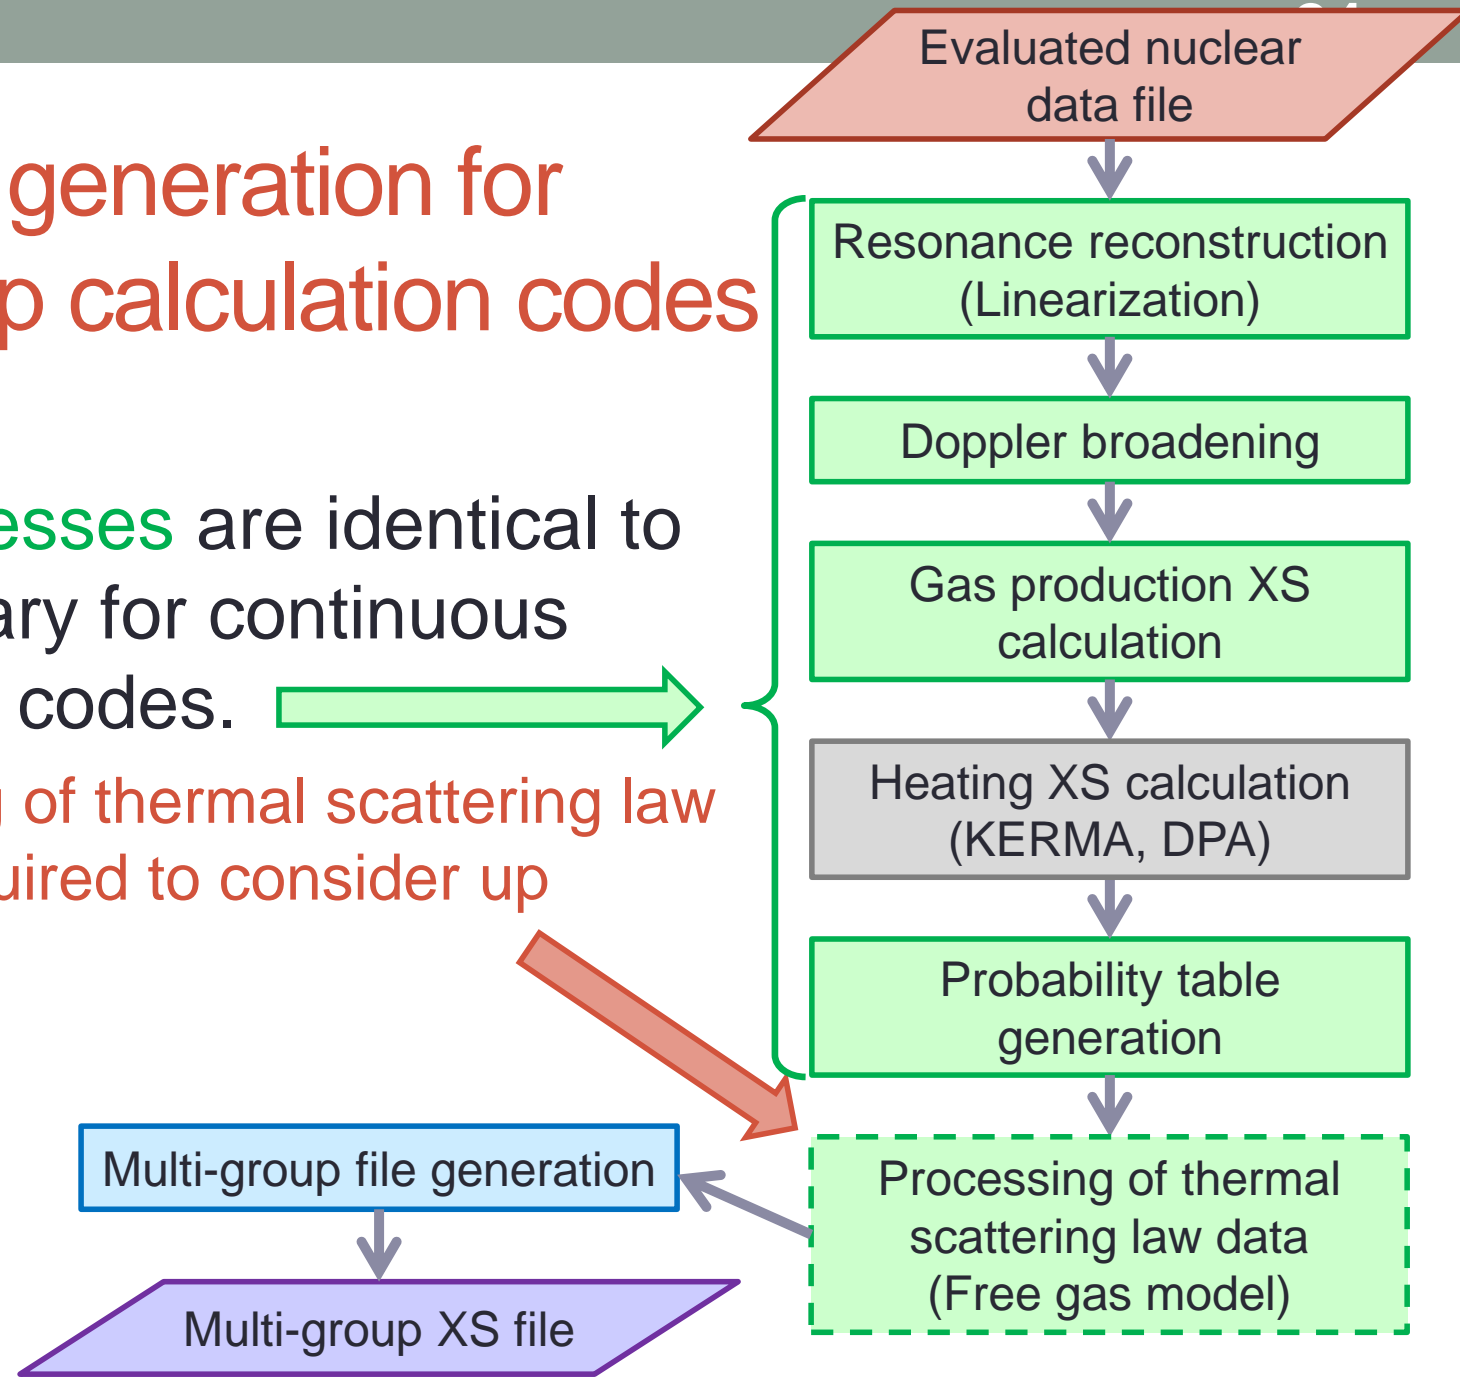 Evaluated nuclear
data file
generation for
p calculation codes
Resonance reconstruction
(Linearization)
Doppler broadening
esses are identical to
ary for continuous
codes.
Gas production XS
calculation
g of thermal scattering law
uired to consider up
Heating XS calculation
(KERMA, DPA)
Probability table
generation
Processing of thermal
scattering law data
(Free gas model)
Multi-group file generation
Multi-group XS file